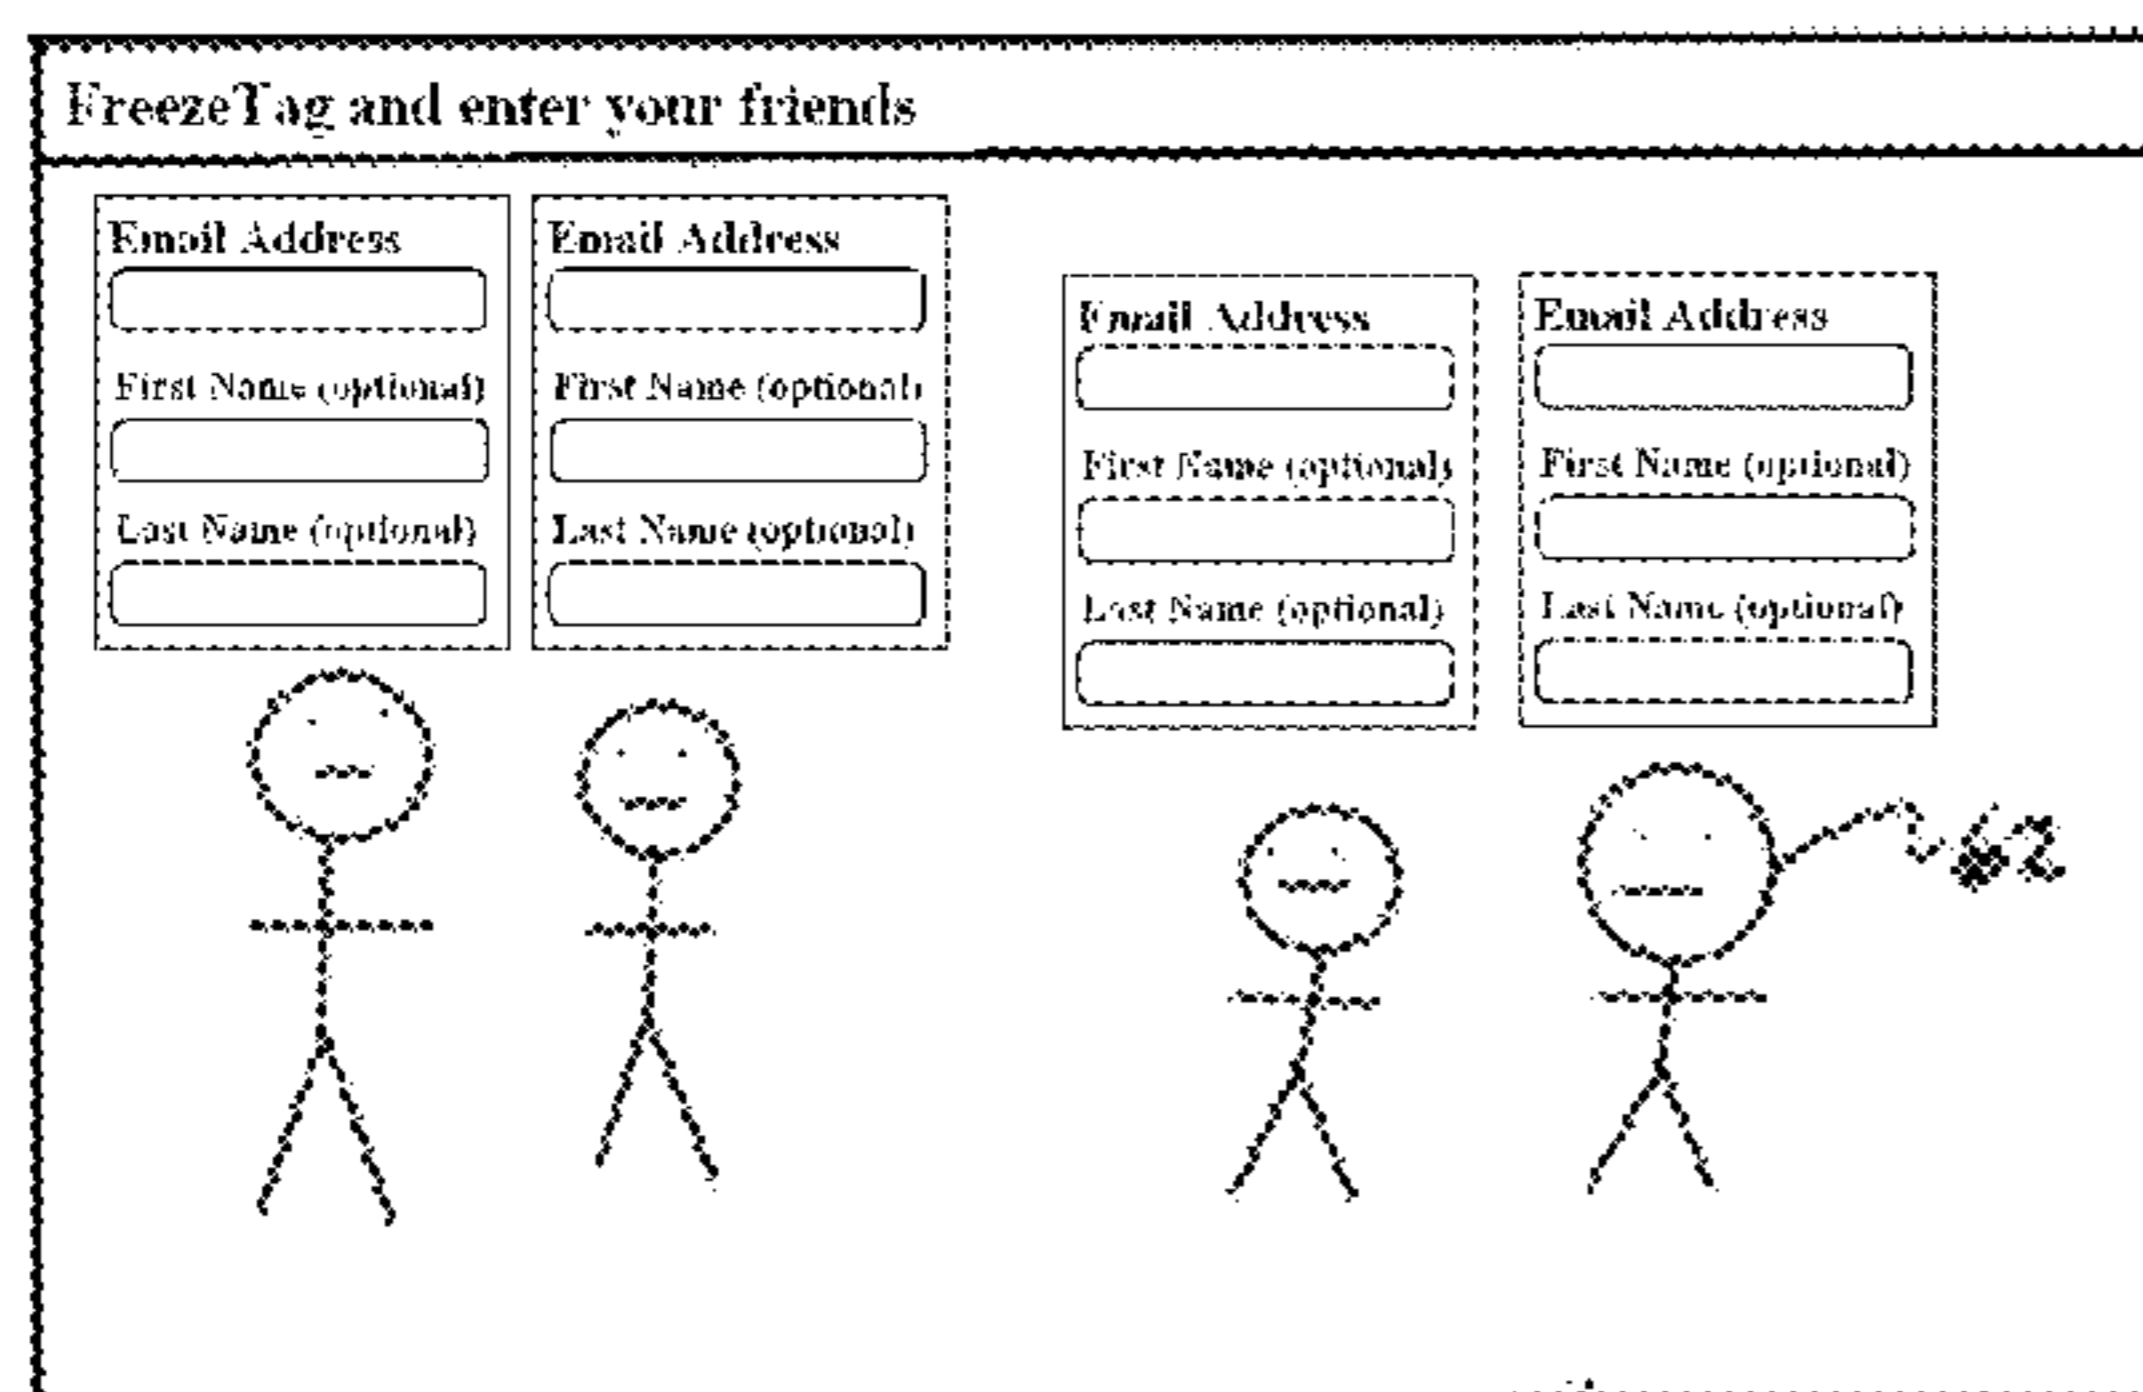 FreezeTag and enter your friends
Email Address
First Name (optional)
Last Name (optional)
Email Address
First Name (optional)
Last Name (optional)
Email Address
First Name (optional)
Last Name (optional)
Email Address
First Name (optional)
Last Name (optional)